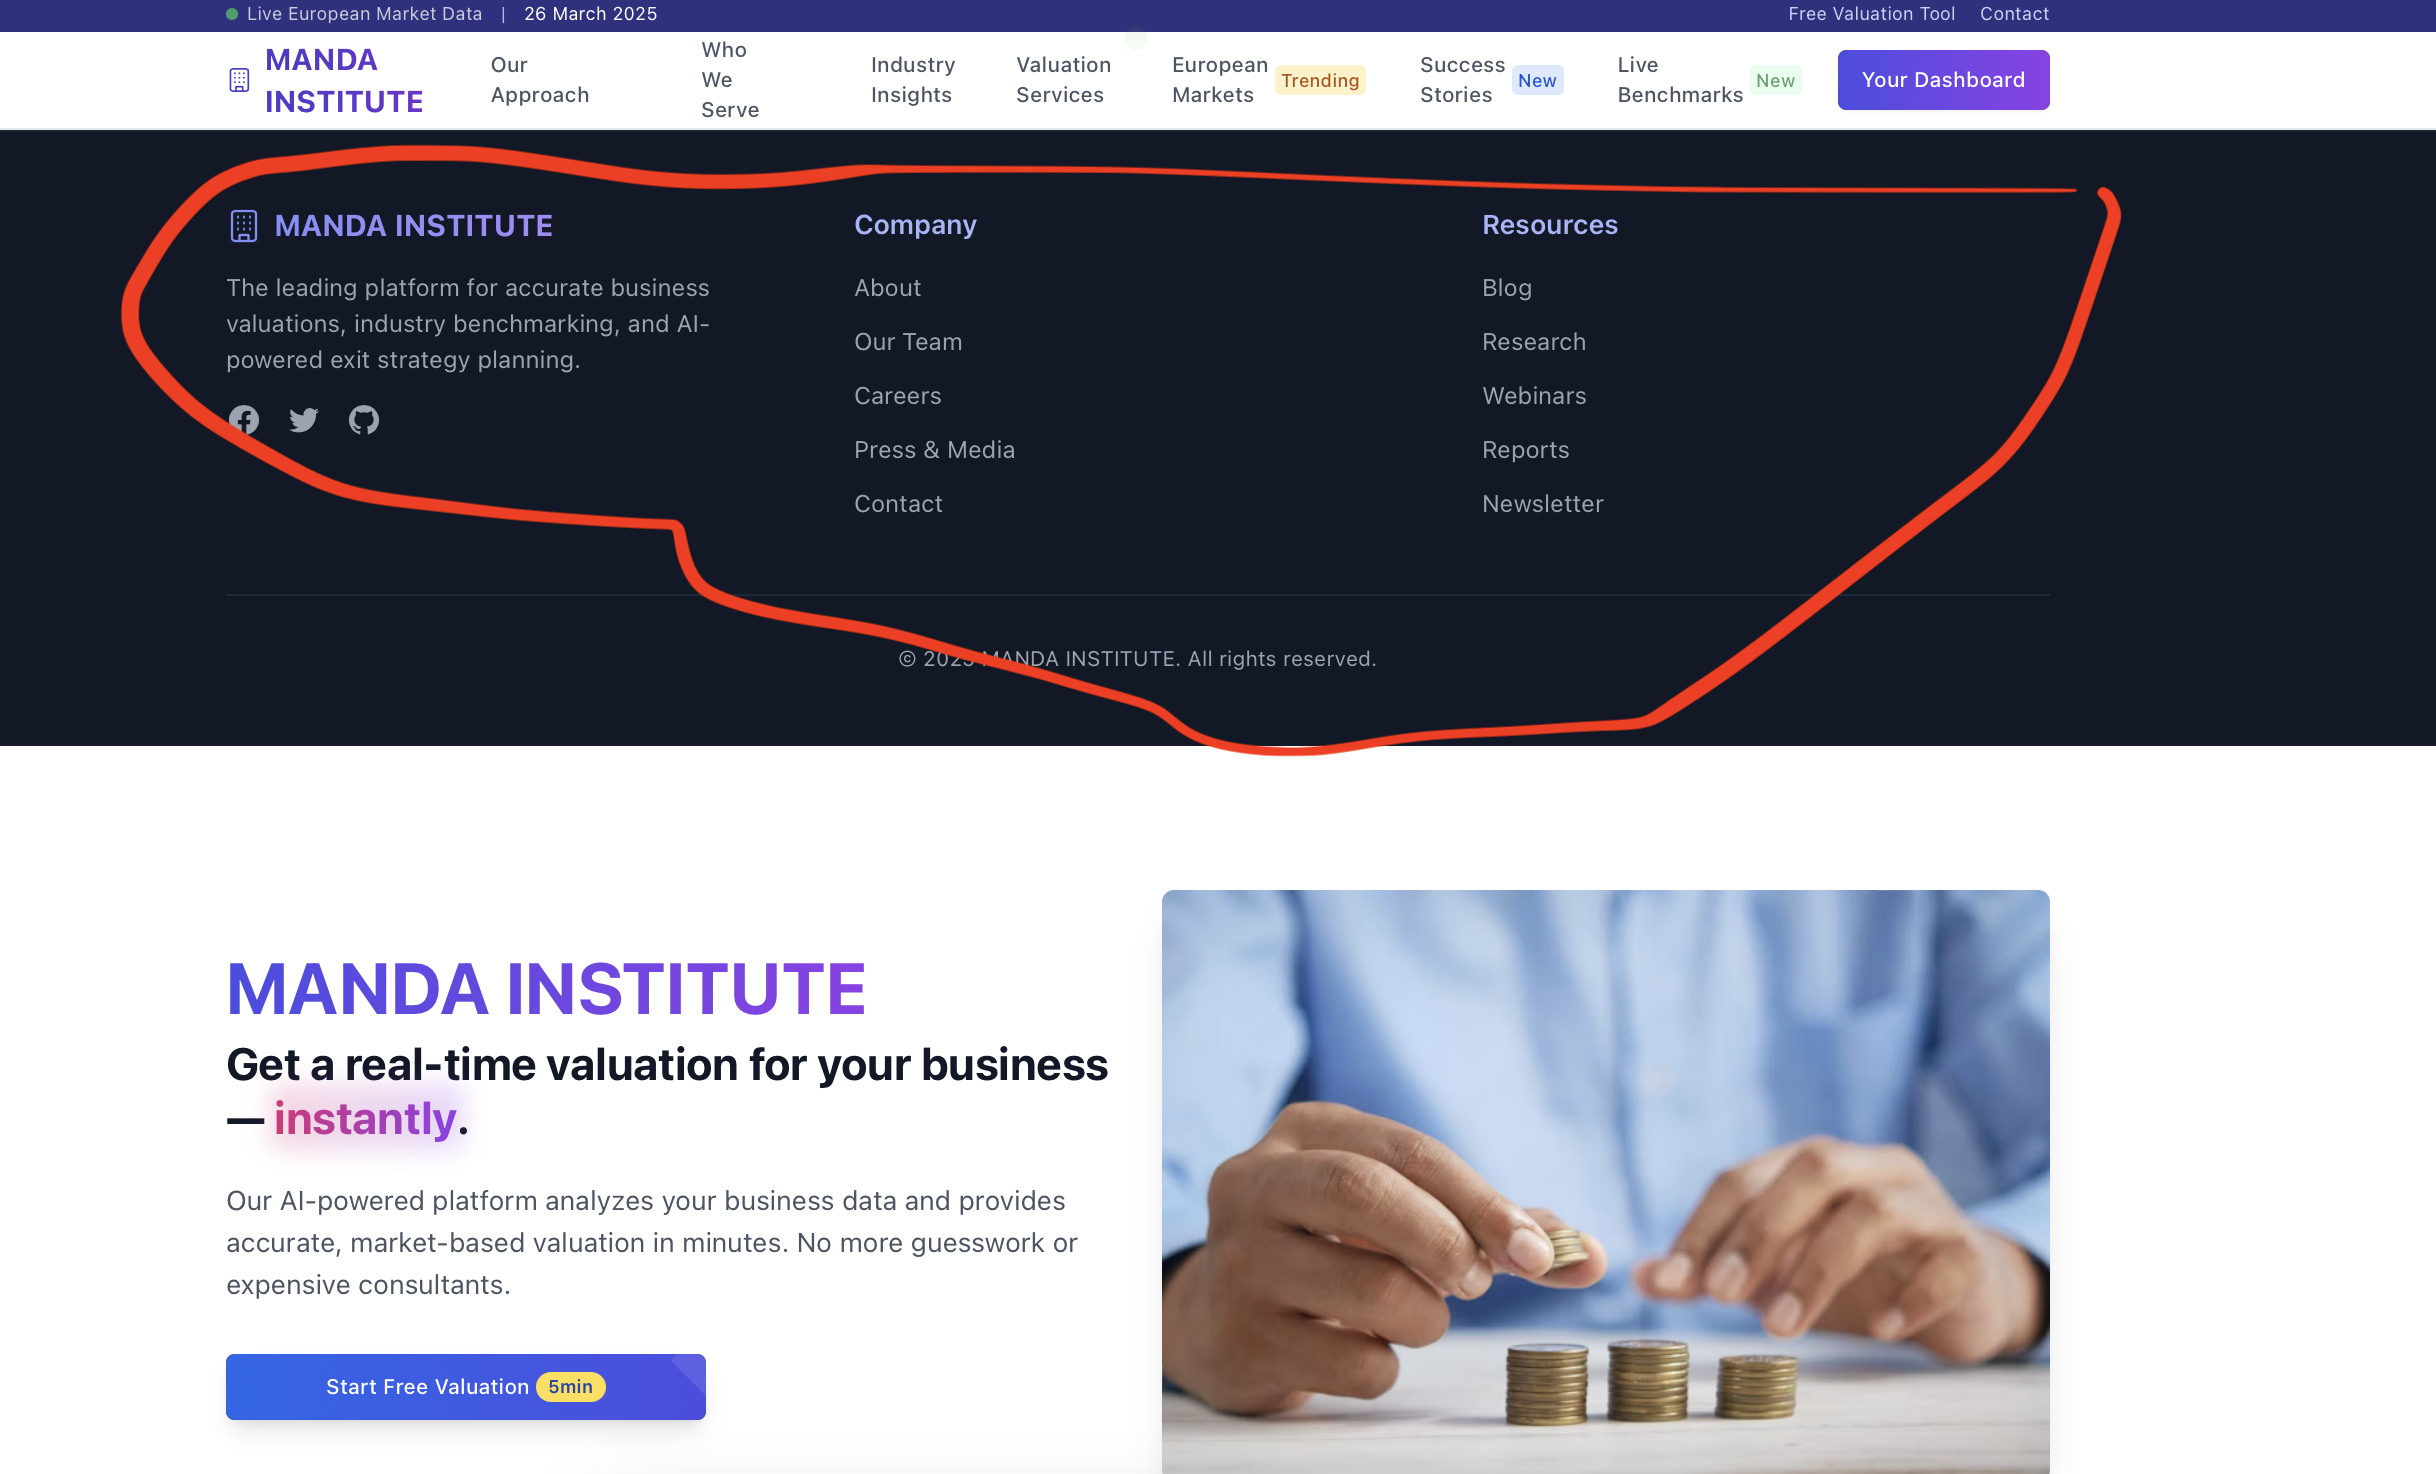 Live European Market Data | 26 March 2025
Free Valuation Tool Contact
MANDA
INSTITUTE
Our
Approach
Who
We
Serve
Industry
Insights
Valuation
Services
European
Markets
Trending
Success
Stories
New
Live
Benchmarks
New
Your Dashboard
MANDA INSTITUTE
The leading platform for accurate business
valuations, industry benchmarking, and AI-
powered exit strategy planning.
Company
About
Our Team
Careers
Press & Media
Contact
Resources
Blog
Research
Webinars
Reports
Newsletter
© 2025 MANDA INSTITUTE. All rights reserved.
MANDA INSTITUTE
Get a real-time valuation for your business
— instantly.
Our AI-powered platform analyzes your business data and provides
accurate, market-based valuation in minutes. No more guesswork or
expensive consultants.
Start Free Valuation 5min